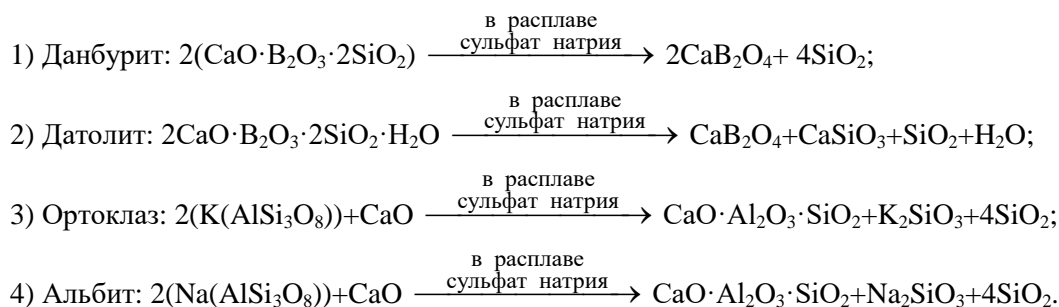 в расплаве
1) Данбурит: 2(CaO·B₂O₃·2SiO₂) сульфат натрия → 2CaB₂O₄+ 4SiO₂;
в расплаве
2) Датолит: 2CaO·B₂O₃·2SiO₂·H₂O сульфат натрия → CaB₂O₄+CaSiO₃+SiO₂+H₂O;
в расплаве
3) Ортоклаз: 2(K(AlSi₃O₈))+CaO сульфат натрия → CaO·Al₂O₃·SiO₂+K₂SiO₃+4SiO₂;
в расплаве
4) Альбит: 2(Na(AlSi₃O₈))+CaO сульфат натрия → CaO·Al₂O₃·SiO₂+Na₂SiO₃+4SiO₂.